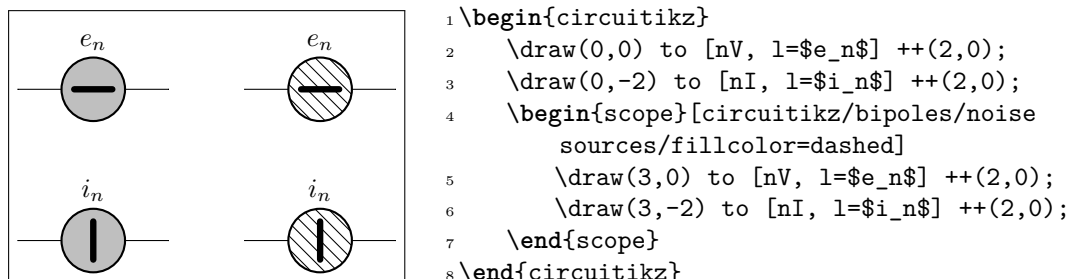 e_n e_n
i_n i_n
1 \begin{circuitikz}
2 \draw(0,0) to [nV, l=$e_n$] ++(2,0);
3 \draw(0,-2) to [nI, l=$i_n$] ++(2,0);
4 \begin{scope}[circuitikz/bipoles/noise
sources/fillcolor=dashed]
5 \draw(3,0) to [nV, l=$e_n$] ++(2,0);
6 \draw(3,-2) to [nI, l=$i_n$] ++(2,0);
7 \end{scope}
8 \end{circuitikz}